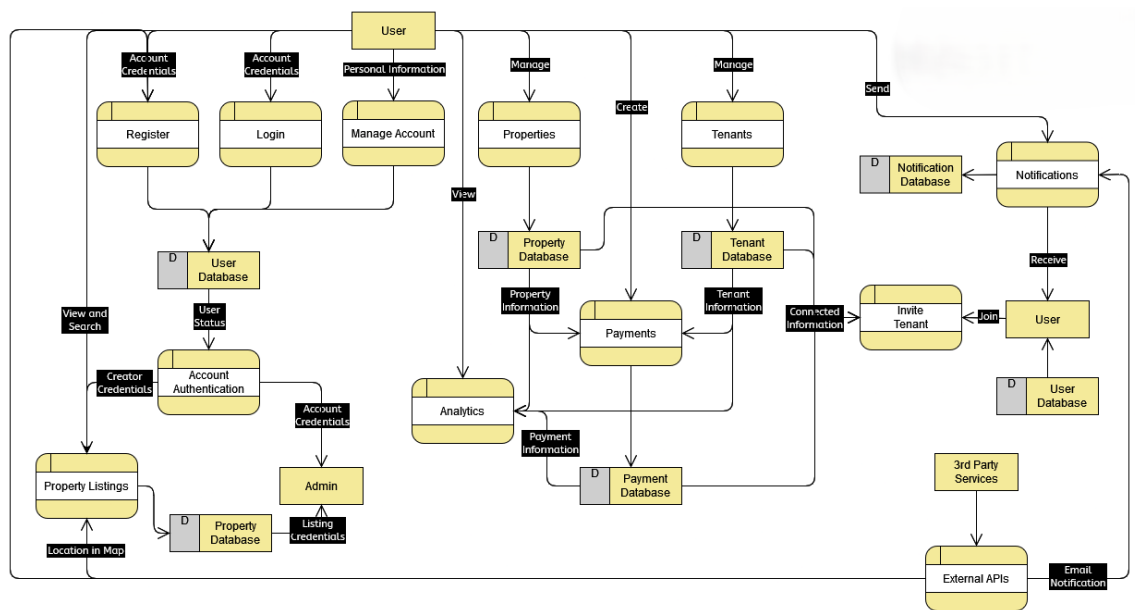 User
Account
Credentials
Account
Credentials
Personal Information
Manage
Manage
Send
Create
Register
Login
Manage Account
Properties
Tenants
Notifications
D
Notification
Database
View
D
User
Database
D
Property
Database
D
Tenant
Database
Receive
View and
Search
User
Status
Property
Information
Tenant
Information
Connected
Information
Invite
Tenant
Join
User
Payments
Creator
Credentials
Account
Authentication
Account
Credentials
Analytics
D
User
Database
Payment
Information
Property Listings
Admin
D
Payment
Database
3rd Party
Services
D
Property
Database
Listing
Credentials
Location in Map
External APIs
Email
Notification